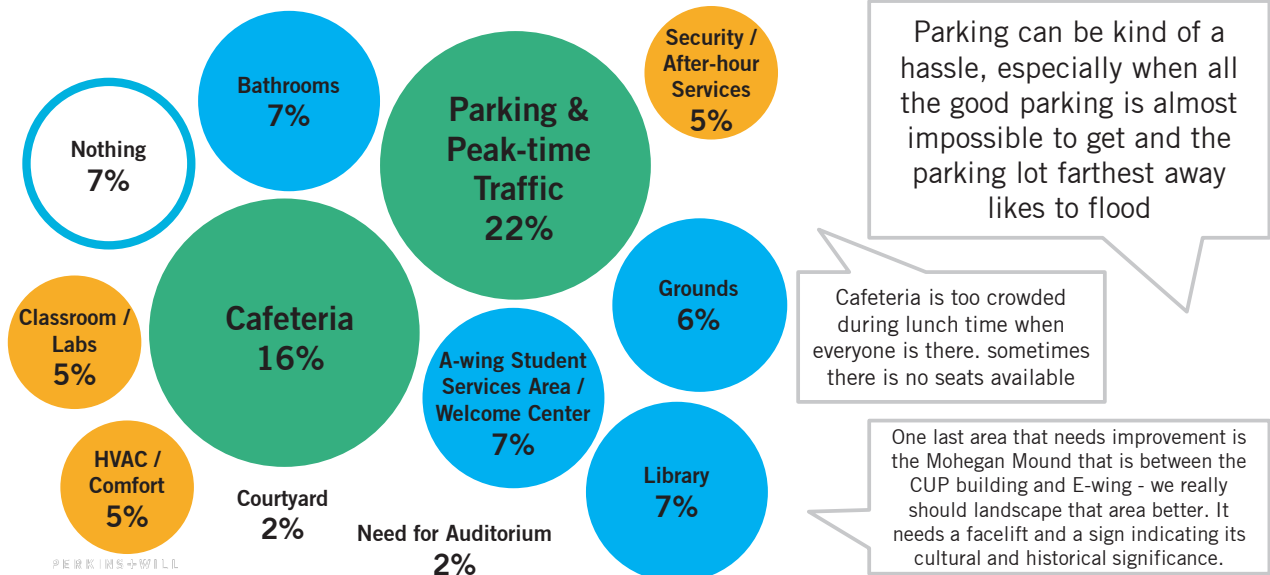 Nothing
7%
Bathrooms
7%
Parking &
Peak-time
Traffic
22%
Security /
After-hour
Services
5%
Classroom /
Labs
5%
Cafeteria
16%
A-wing Student
Services Area /
Welcome Center
7%
Grounds
6%
HVAC /
Comfort
5%
Courtyard
2%
Need for Auditorium
2%
Library
7%
PERKINS+WILL
Parking can be kind of a
hassle, especially when all
the good parking is almost
impossible to get and the
parking lot farthest away
likes to flood
Cafeteria is too crowded
during lunch time when
everyone is there. sometimes
there is no seats available
One last area that needs improvement is
the Mohegan Mound that is between the
CUP building and E-wing - we really
should landscape that area better. It
needs a facelift and a sign indicating its
cultural and historical significance.